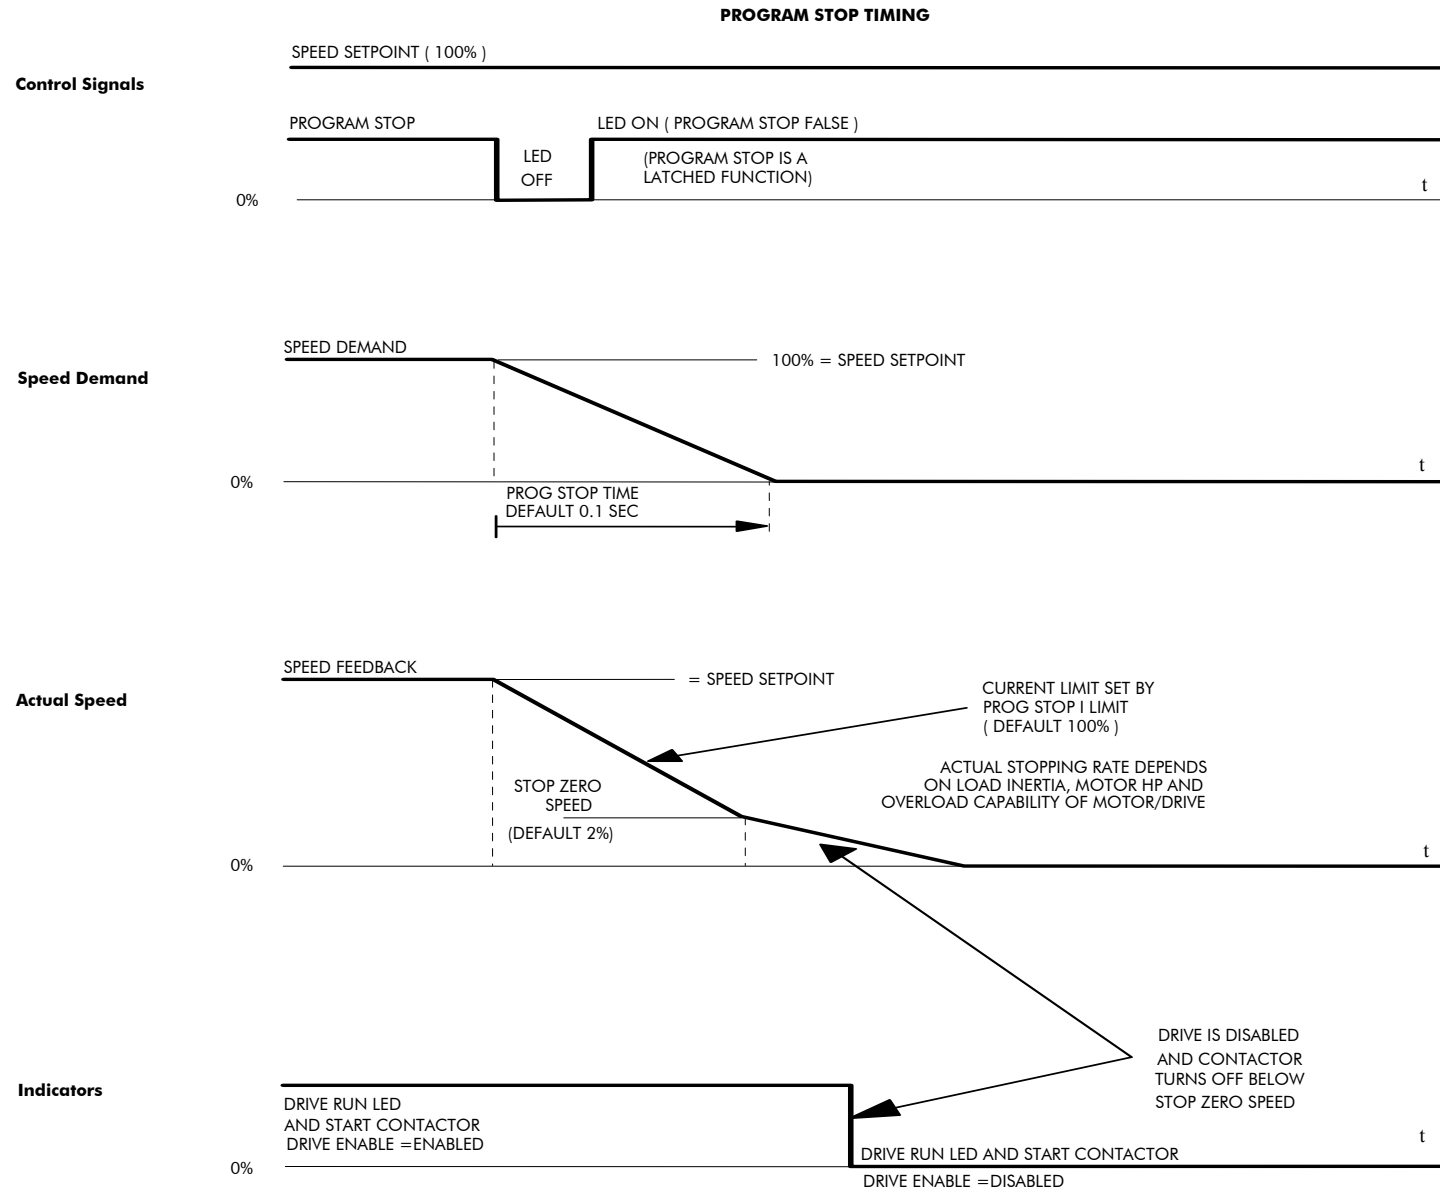 PROGRAM STOP TIMING
SPEED SETPOINT ( 100% )
Control Signals
PROGRAM STOP
LED ON ( PROGRAM STOP FALSE )
LED
OFF
(PROGRAM STOP IS A
LATCHED FUNCTION)
t
0%
SPEED DEMAND
100% = SPEED SETPOINT
Speed Demand
t
0%
PROG STOP TIME
DEFAULT 0.1 SEC
SPEED FEEDBACK
= SPEED SETPOINT
Actual Speed
CURRENT LIMIT SET BY
PROG STOP I LIMIT
( DEFAULT 100% )
ACTUAL STOPPING RATE DEPENDS
ON LOAD INERTIA, MOTOR HP AND
OVERLOAD CAPABILITY OF MOTOR/DRIVE
STOP ZERO
SPEED
(DEFAULT 2%)
t
0%
DRIVE IS DISABLED
AND CONTACTOR
TURNS OFF BELOW
STOP ZERO SPEED
Indicators
DRIVE RUN LED
AND START CONTACTOR
DRIVE ENABLE =ENABLED
t
0%
DRIVE RUN LED AND START CONTACTOR
DRIVE ENABLE =DISABLED